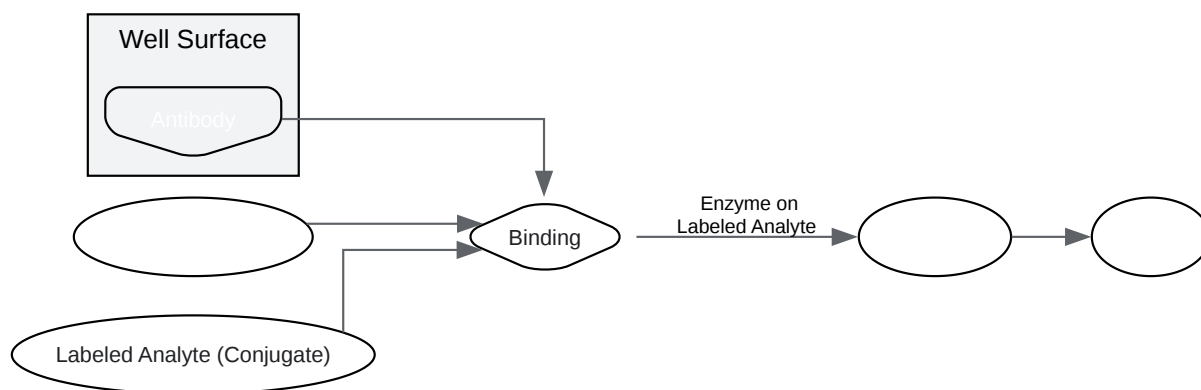 Well Surface
Antibody
Binding
Enzyme on
Labeled Analyte
Labeled Analyte (Conjugate)